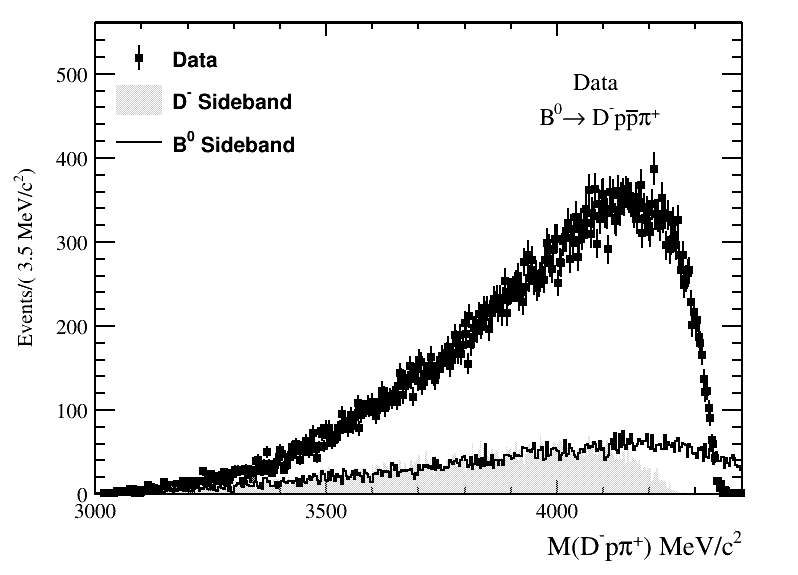 500
400
300
200
100
0
3000
3500
4000
Events/( 3.5 MeV/c²)
Data
D⁻ Sideband
B⁰ Sideband
Data
B⁰→ D⁻pp̅π⁺
M(D⁻pπ⁺) MeV/c²